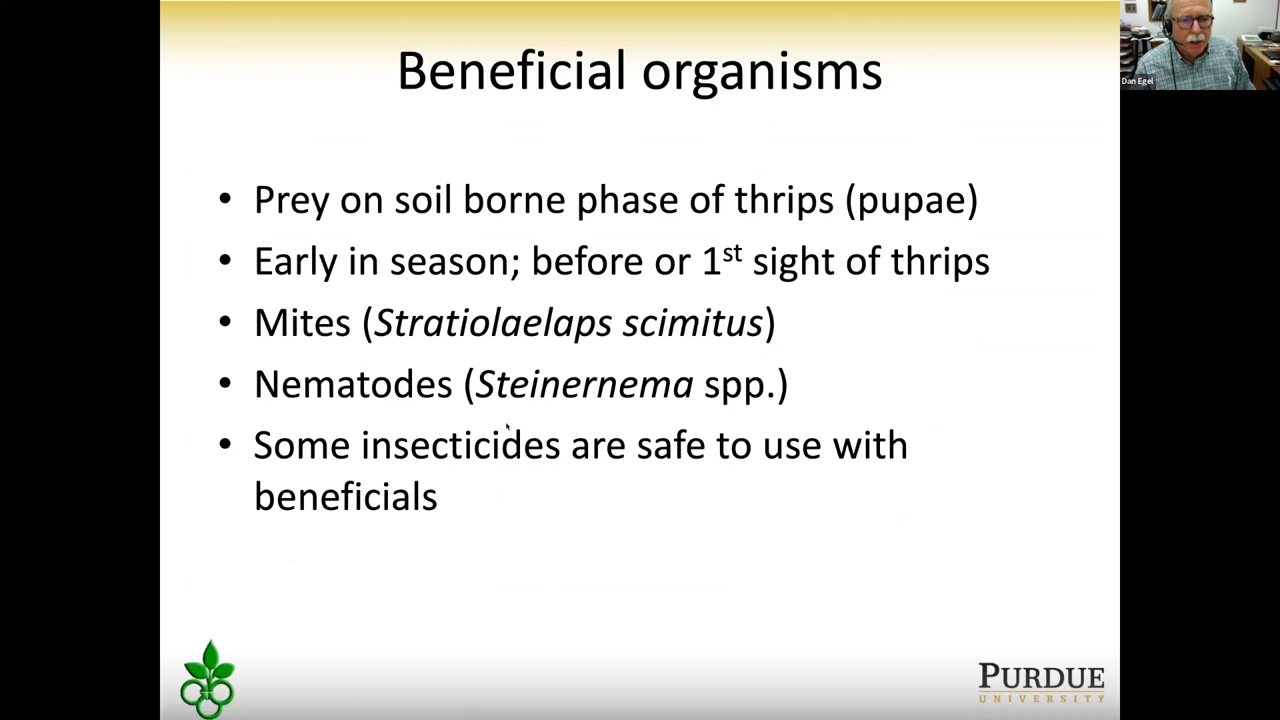 Beneficial organisms
Dan Egel
• Prey on soil borne phase of thrips (pupae)
• Early in season; before or 1st sight of thrips
• Mites (Stratiolaelaps scimitus)
• Nematodes (Steinernema spp.)
• Some insecticides are safe to use with
beneficials
PURDUE
UNIVERSITY